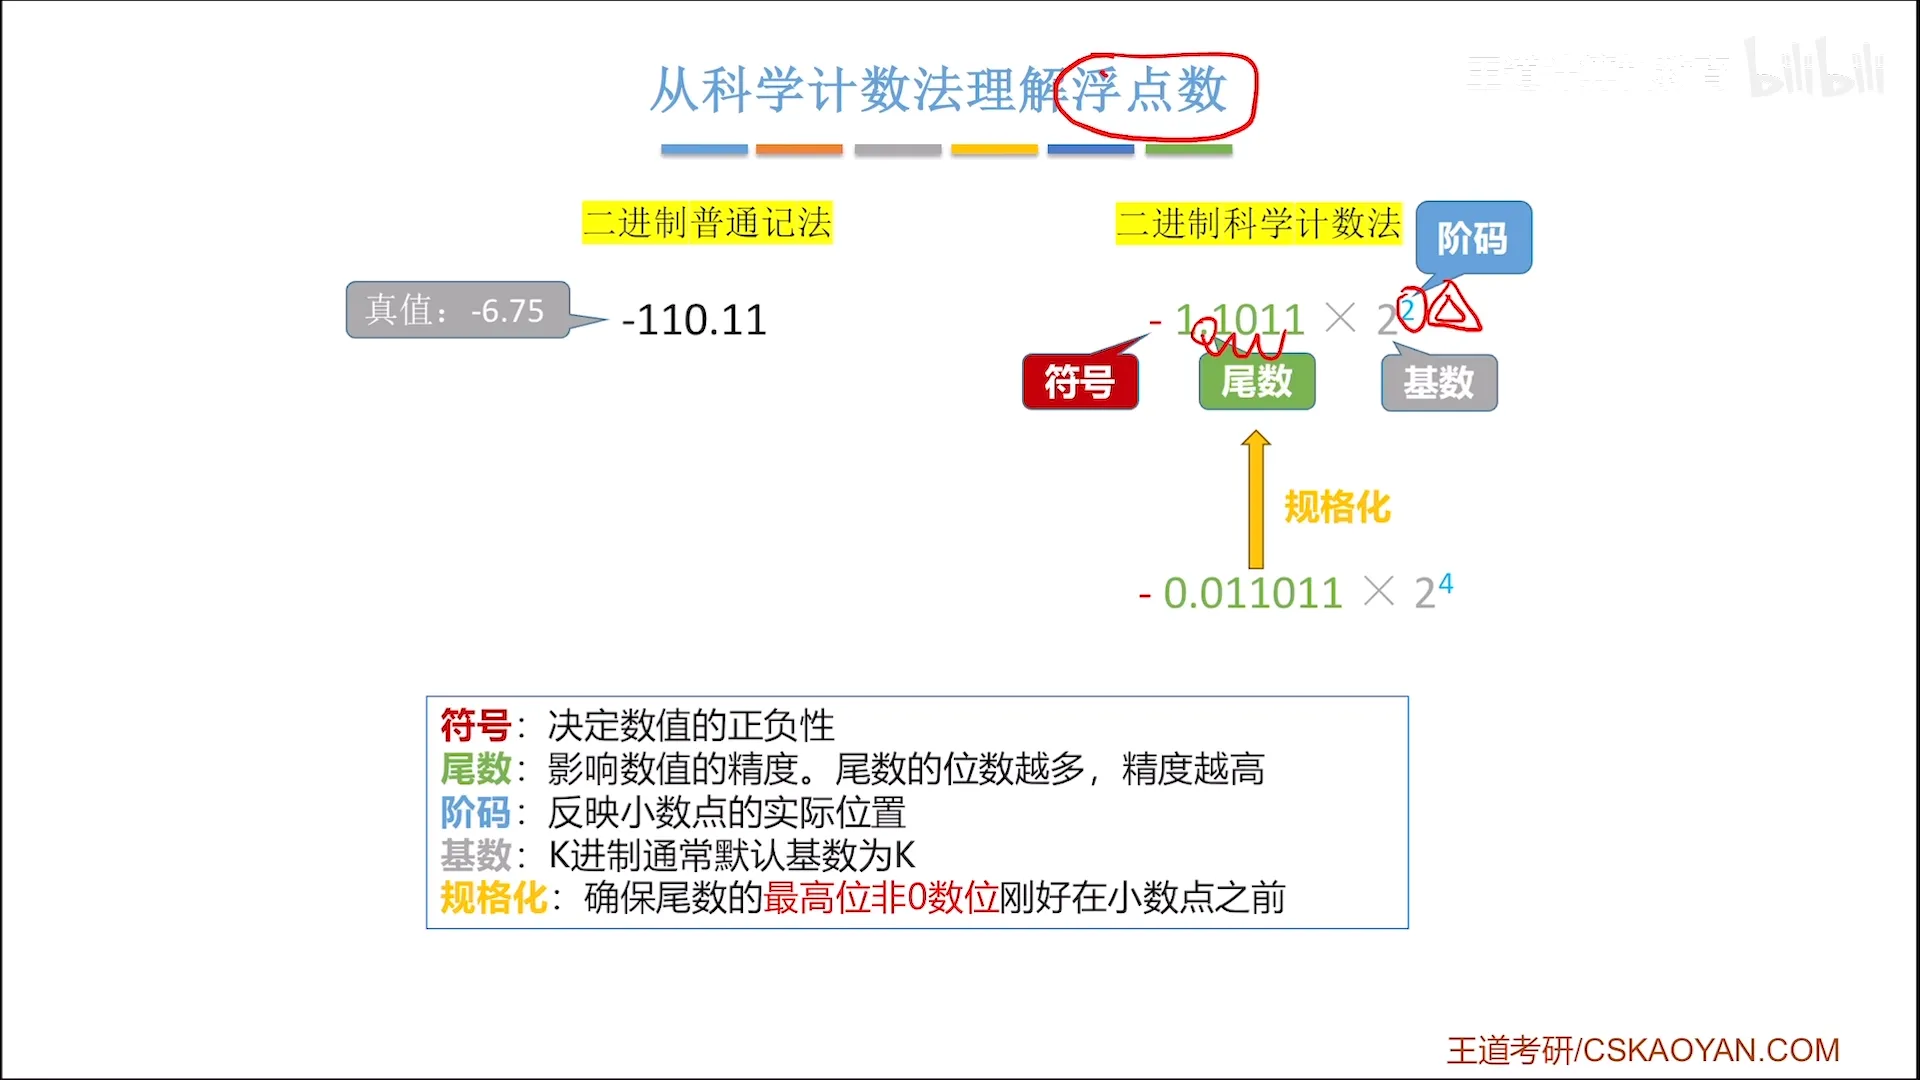 从科学计数法理解浮点数
bilibili
二进制普通记法
二进制科学计数法
阶码
真值：-6.75
-110.11
- 1.1011 × 2^2
符号
尾数
基数
规格化
- 0.011011 × 2^4
符号：决定数值的正负性
尾数：影响数值的精度。尾数的位数越多，精度越高
阶码：反映小数点的实际位置
基数：K进制通常默认基数为K
规格化：确保尾数的最高位非0数位刚好在小数点之前
王道考研/CSKAOYAN.COM